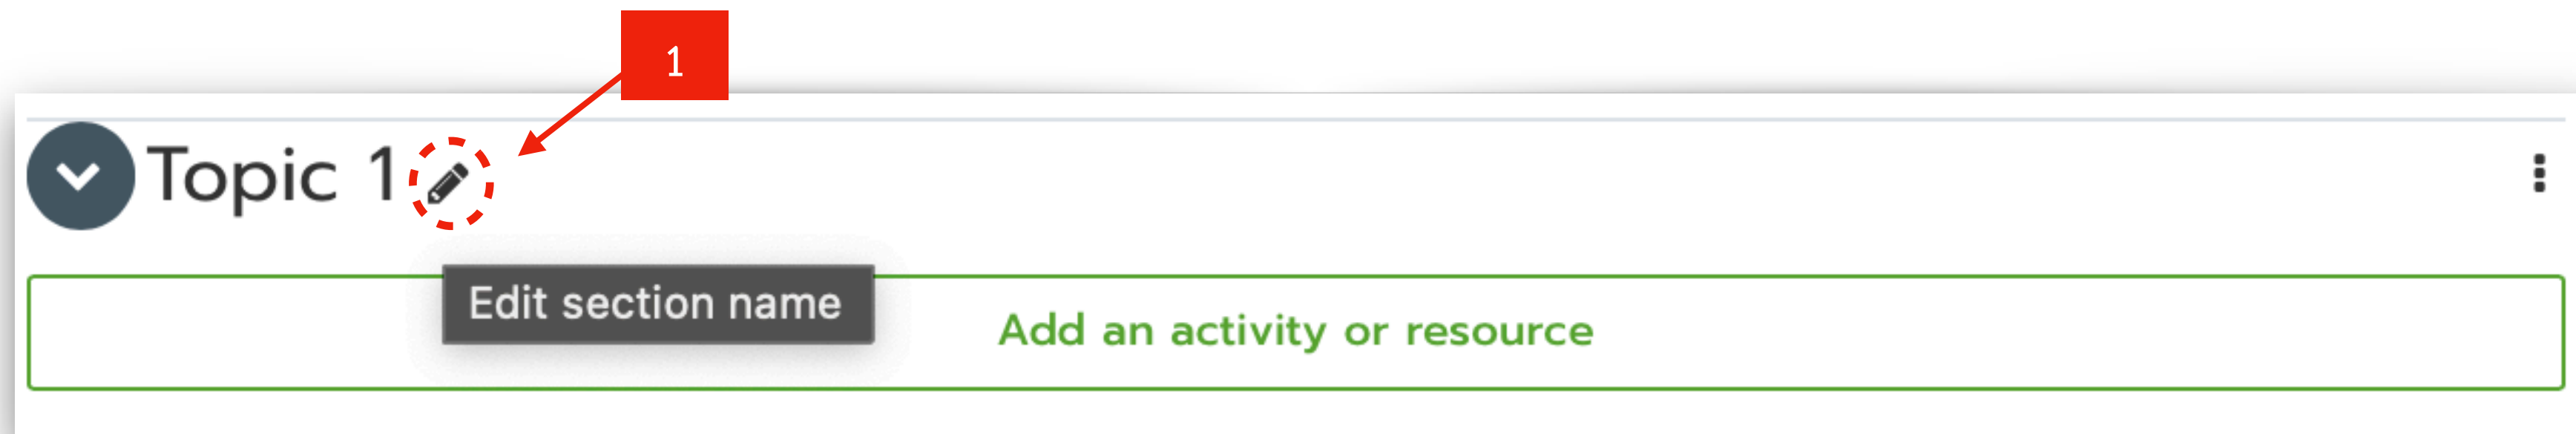 1
Topic 1
Edit section name
Add an activity or resource